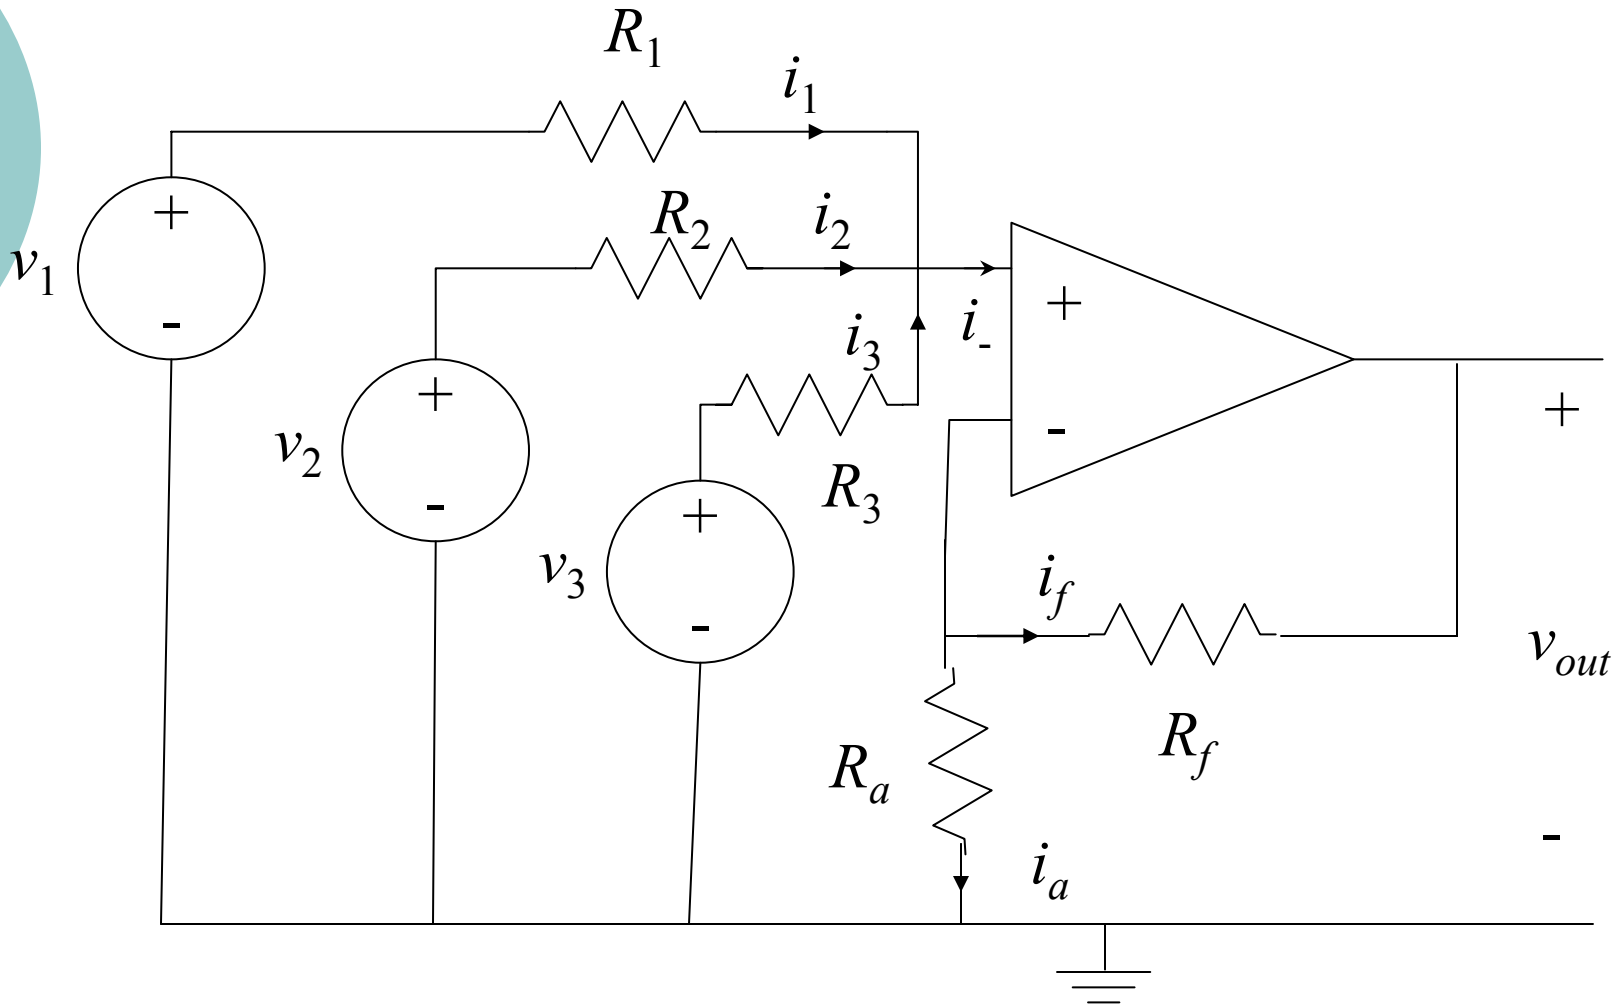 R1
i1
+
R2
i2
v1
+
-
i3
i-
+
+
-
v2
-
R3
+
v3
-
if
vout
Rf
Ra
-
ia